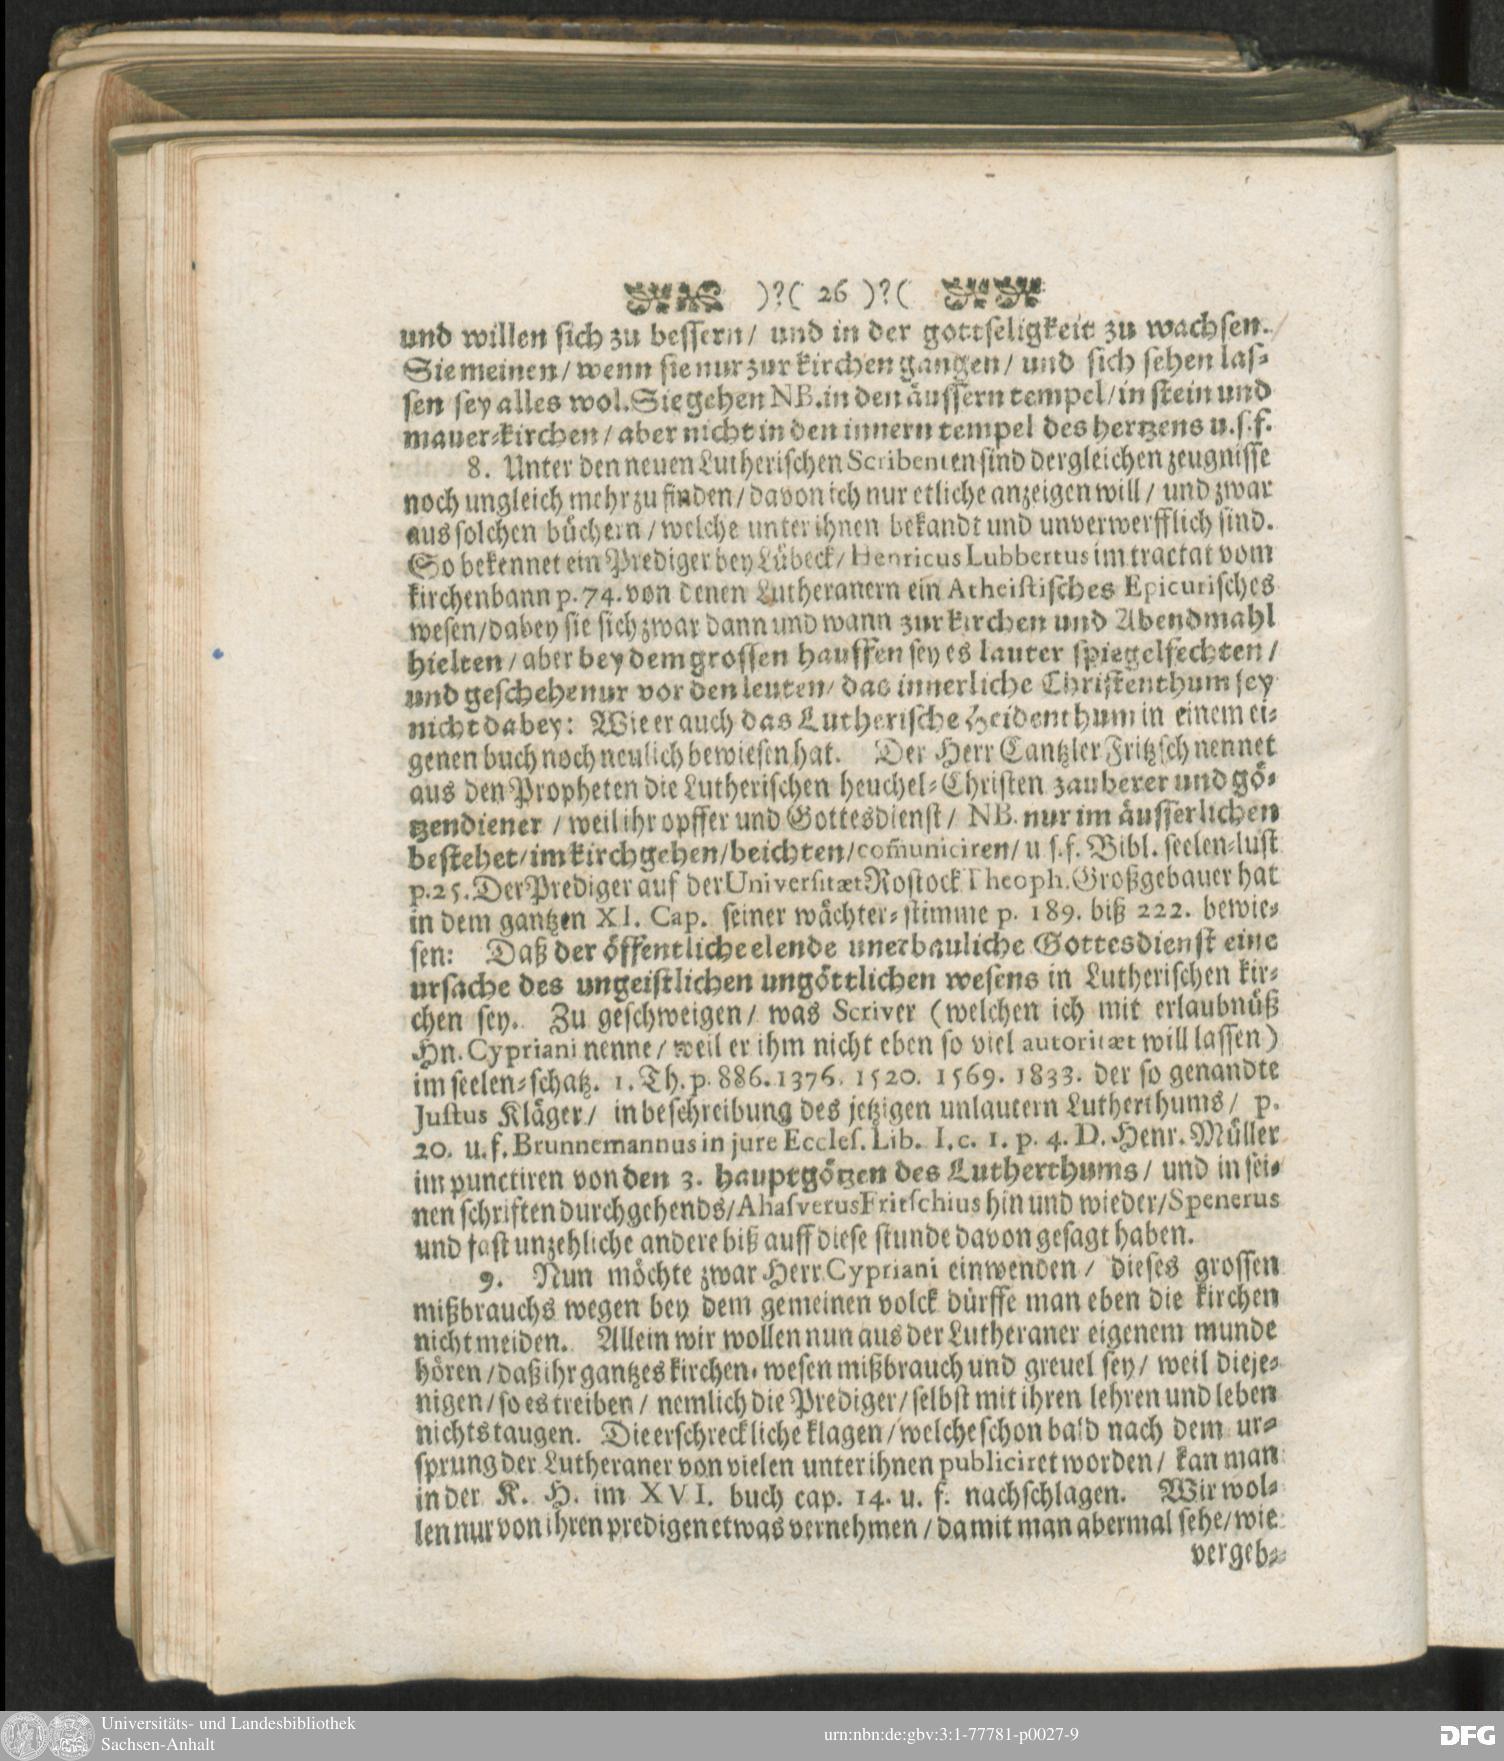 )?( 26 )?(
und willen sich zu bessern/ und in der gottseligkeit zu wachsen.
Sie meinen/ wenn sie nur zur kirchen gangen/ und sich sehen las-
sen sey alles wol. Sie gehen NB. in den äussern tempel/ in stein und
mauer-kirchen/ aber nicht in den innern tempel des hertzens u.s.f.
8. Unter den neuen Lutherischen Scribenten sind dergleichen zeugnisse
noch ungleich mehr zu finden/ davon ich nur etliche anzeigen will/ und zwar
aus solchen büchern/ welche unter ihnen bekandt und unverwerfflich sind.
So bekennet ein Prediger bey Lübeck/ Henricus Lubbertus im tractat vom
kirchenbann p. 74. von denen Lutheranern ein Atheistisches Epicurisches
wesen/ dabey sie sich zwar dann und wann zur kirchen und Abendmahl
hielten/ aber bey dem grossen hauffen sey es lauter spiegelfechten/
und geschehe nur vor den leuten/ das innerliche Christenthum sey
nicht dabey: Wie er auch das Lutherische Heidenthum in einem ei-
genen buch noch neulich bewiesen hat. Der Herr Cantzler Fritzsch nennet
aus den Propheten die Lutherischen heuchel-Christen zauberer und gö-
tzendiener/ weil ihr opffer und Gottesdienst/ NB. nur im äusserlichen
bestehet/ im kirchgehen/ beichten/ com̃uniciren/ u s.f. Bibl. seelen-lust
p. 25. Der Prediger auf der Universitæt Rostock Theoph. Großgebauer hat
in dem gantzen XI. Cap. seiner wächter-stimme p. 189. biß 222. bewie-
sen: Daß der öffentliche elende unerbauliche Gottesdienst eine
ursache des ungeistlichen ungöttlichen wesens in Lutherischen kir-
chen sey. Zu geschweigen/ was Scriver (welchen ich mit erlaubnüß
Hn. Cypriani nenne/ weil er ihm nicht eben so viel autoritæt will lassen)
im seelen-schatz. 1. Th. p. 886. 1376. 1520. 1569. 1833. der so genandte
Justus Kläger/ in beschreibung des jetzigen unlautern Lutherthums/ p.
20. u. f. Brunnemannus in jure Eccles. Lib. I. c. 1. p. 4. D. Henr. Müller
im punctiren von den 3. hauptgötzen des Lutherthums/ und in sei-
nen schriften durchgehends/ Ahasverus Fritschius hin und wieder/ Spenerus
und fast unzehliche andere biß auff diese stunde davon gesagt haben.
9. Nun möchte zwar Herr Cypriani einwenden/ dieses grossen
mißbrauchs wegen bey dem gemeinen volck dürffe man eben die kirchen
nicht meiden. Allein wir wollen nun aus der Lutheraner eigenem munde
hören/ daß ihr gantzes kirchen-wesen mißbrauch und greuel sey/ weil dieje-
nigen/ so es treiben/ nemlich die Prediger/ selbst mit ihren lehren und leben
nichts taugen. Die erschreckliche klagen/ welche schon bald nach dem ur-
sprung der Lutheraner von vielen unter ihnen publiciret worden/ kan man
in der K. H. im XVI. buch cap. 14. u. f. nachschlagen. Wir wol-
len nur von ihren predigen etwas vernehmen/ damit man abermal sehe/ wie
vergeb-
Universitäts- und Landesbibliothek
Sachsen-Anhalt
urn:nbn:de:gbv:3:1-77781-p0027-9
DFG